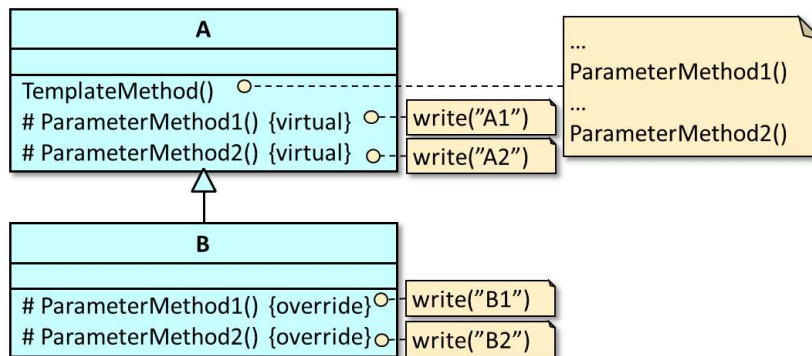 A
TemplateMethod()
# ParameterMethod1() {virtual}
# ParameterMethod2() {virtual}
write(”A1”)
write(”A2”)
...
ParameterMethod1()
...
ParameterMethod2()
B
# ParameterMethod1() {override}
# ParameterMethod2() {override}
write(”B1”)
write(”B2”)